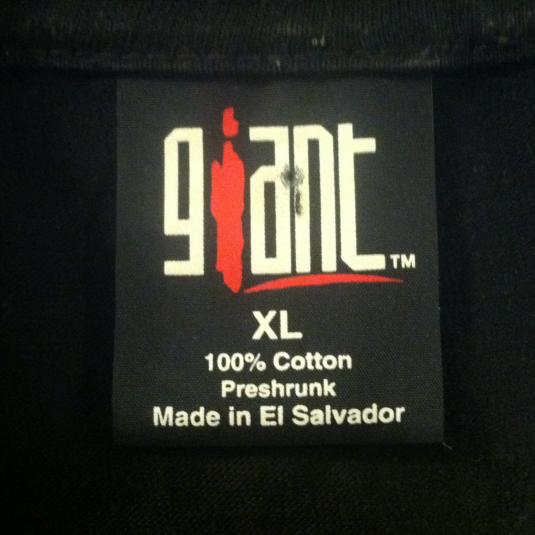 giant™
XL
100% Cotton
Preshrunk
Made in El Salvador